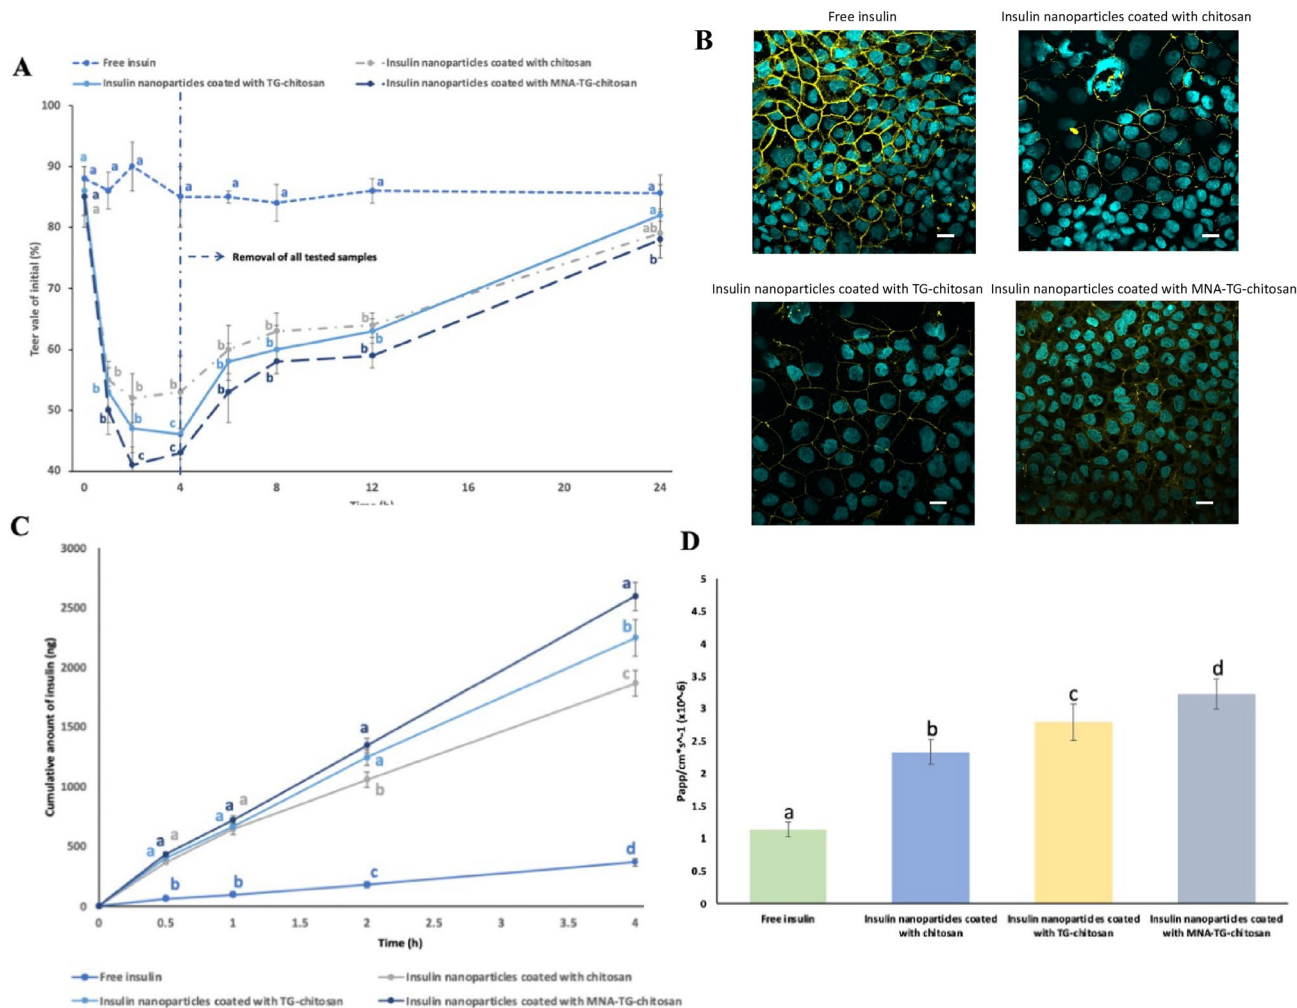 A
Free insuin
Insulin nanoparticles coated with chitosan
Insulin nanoparticles coated with TG-chitosan
Insulin nanoparticles coated with MNA-TG-chitosan
Teer vale of initial (%)
100
90
80
70
60
50
40
a a a a a a a a a
a a a
b b b b b b
b b c b b b a
b c c b b b b
ab
Removal of all tested samples
0 4 8 12 16 20 24
Time (h)
B
Free insulin
Insulin nanoparticles coated with chitosan
Insulin nanoparticles coated with TG-chitosan
Insulin nanoparticles coated with MNA-TG-chitosan
C
Cumulative amount of insulin (ng)
3000
2500
2000
1500
1000
500
0
a a a
a a a
a a b
a b c
b b c d
0 0.5 1 1.5 2 2.5 3 3.5 4
Time (h)
Free insulin
Insulin nanoparticles coated with chitosan
Insulin nanoparticles coated with TG-chitosan
Insulin nanoparticles coated with MNA-TG-chitosan
D
Papp/cm*s^-1 (x10^-6)
5
4.5
4
3.5
3
2.5
2
1.5
1
0.5
0
a b c d
Free insulin
Insulin nanoparticles coated
with chitosan
Insulin nanoparticles coated
with TG-chitosan
Insulin nanoparticles coated
with MNA-TG-chitosan